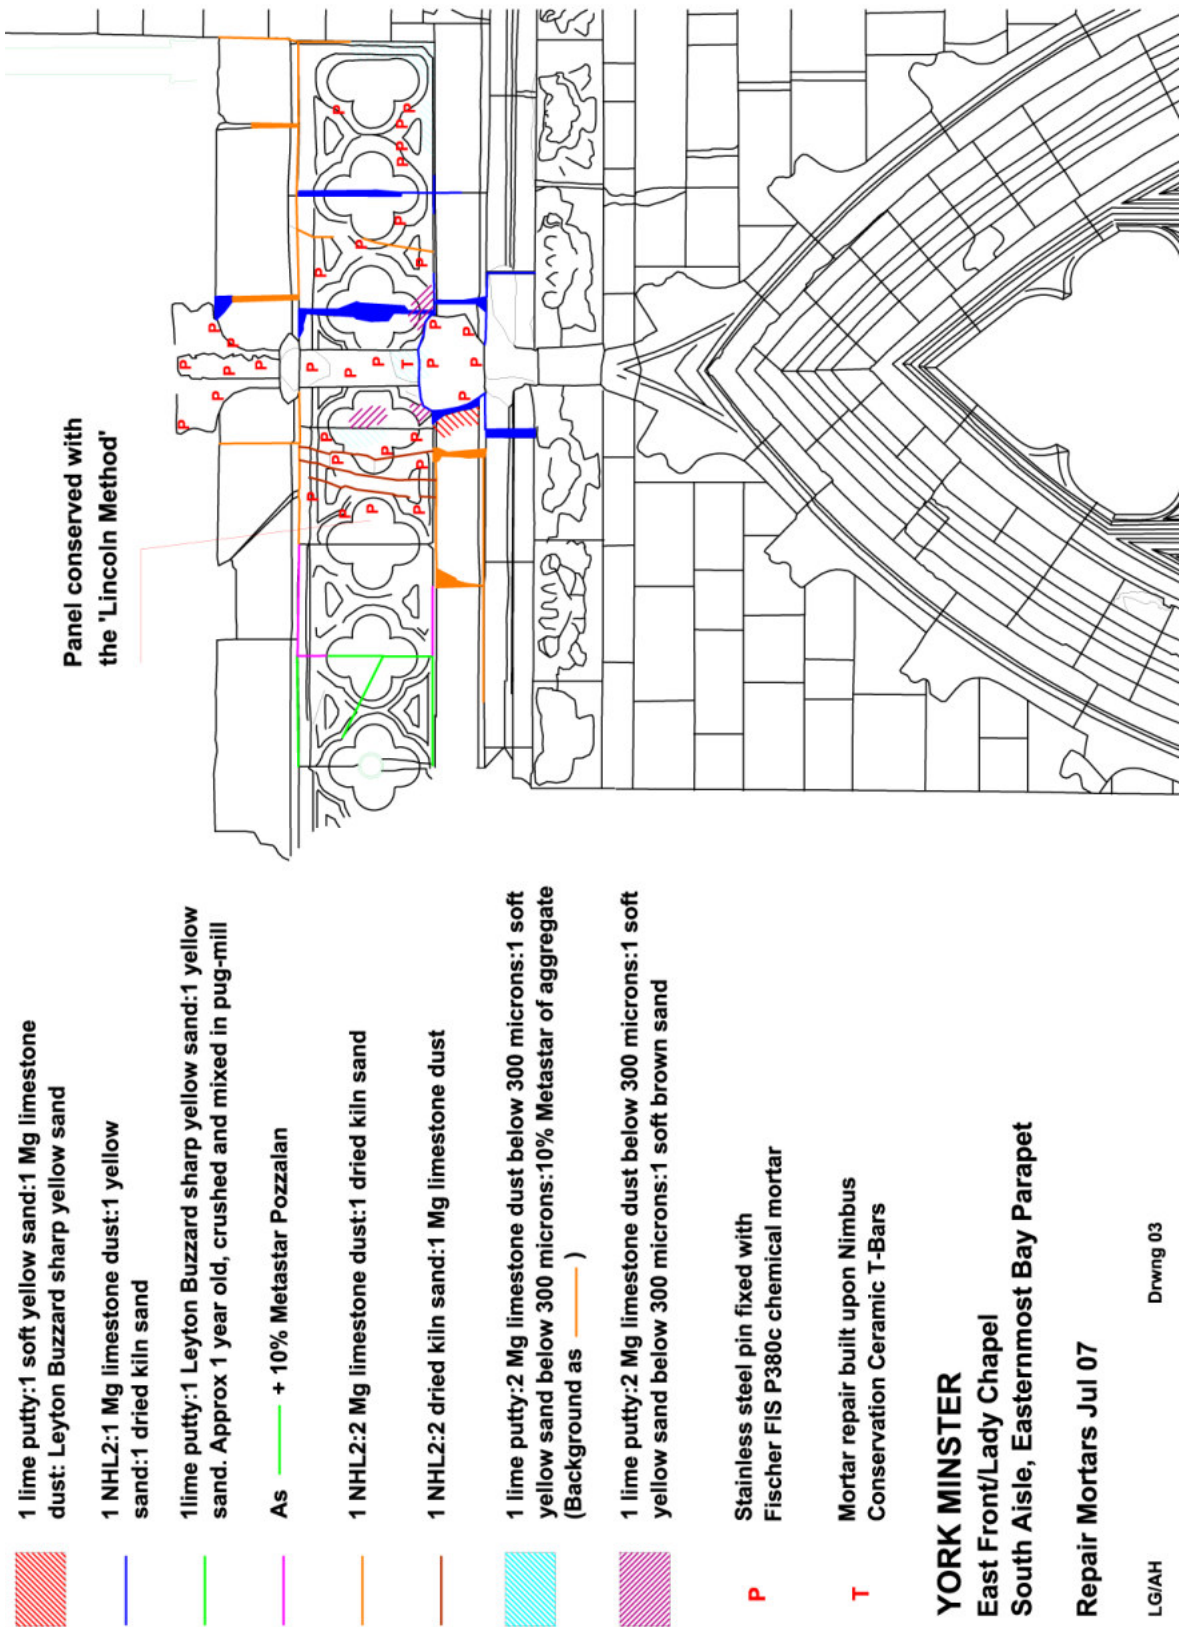 Panel conserved with
the 'Lincoln Method'
1 lime putty:1 soft yellow sand:1 Mg limestone
dust: Leyton Buzzard sharp yellow sand
1 NHL2:1 Mg limestone dust:1 yellow
sand:1 dried kiln sand
1lime putty:1 Leyton Buzzard sharp yellow sand:1 yellow
sand. Approx 1 year old, crushed and mixed in pug-mill
As + 10% Metastar Pozzalan
1 NHL2:2 Mg limestone dust:1 dried kiln sand
1 NHL2:2 dried kiln sand:1 Mg limestone dust
1 lime putty:2 Mg limestone dust below 300 microns:1 soft
yellow sand below 300 microns:10% Metastar of aggregate
(Background as )
1 lime putty:2 Mg limestone dust below 300 microns:1 soft
yellow sand below 300 microns:1 soft brown sand
P Stainless steel pin fixed with
Fischer FIS P380c chemical mortar
T Mortar repair built upon Nimbus
Conservation Ceramic T-Bars
YORK MINSTER
East Front/Lady Chapel
South Aisle, Easternmost Bay Parapet
Repair Mortars Jul 07
LG/AH Drwng 03